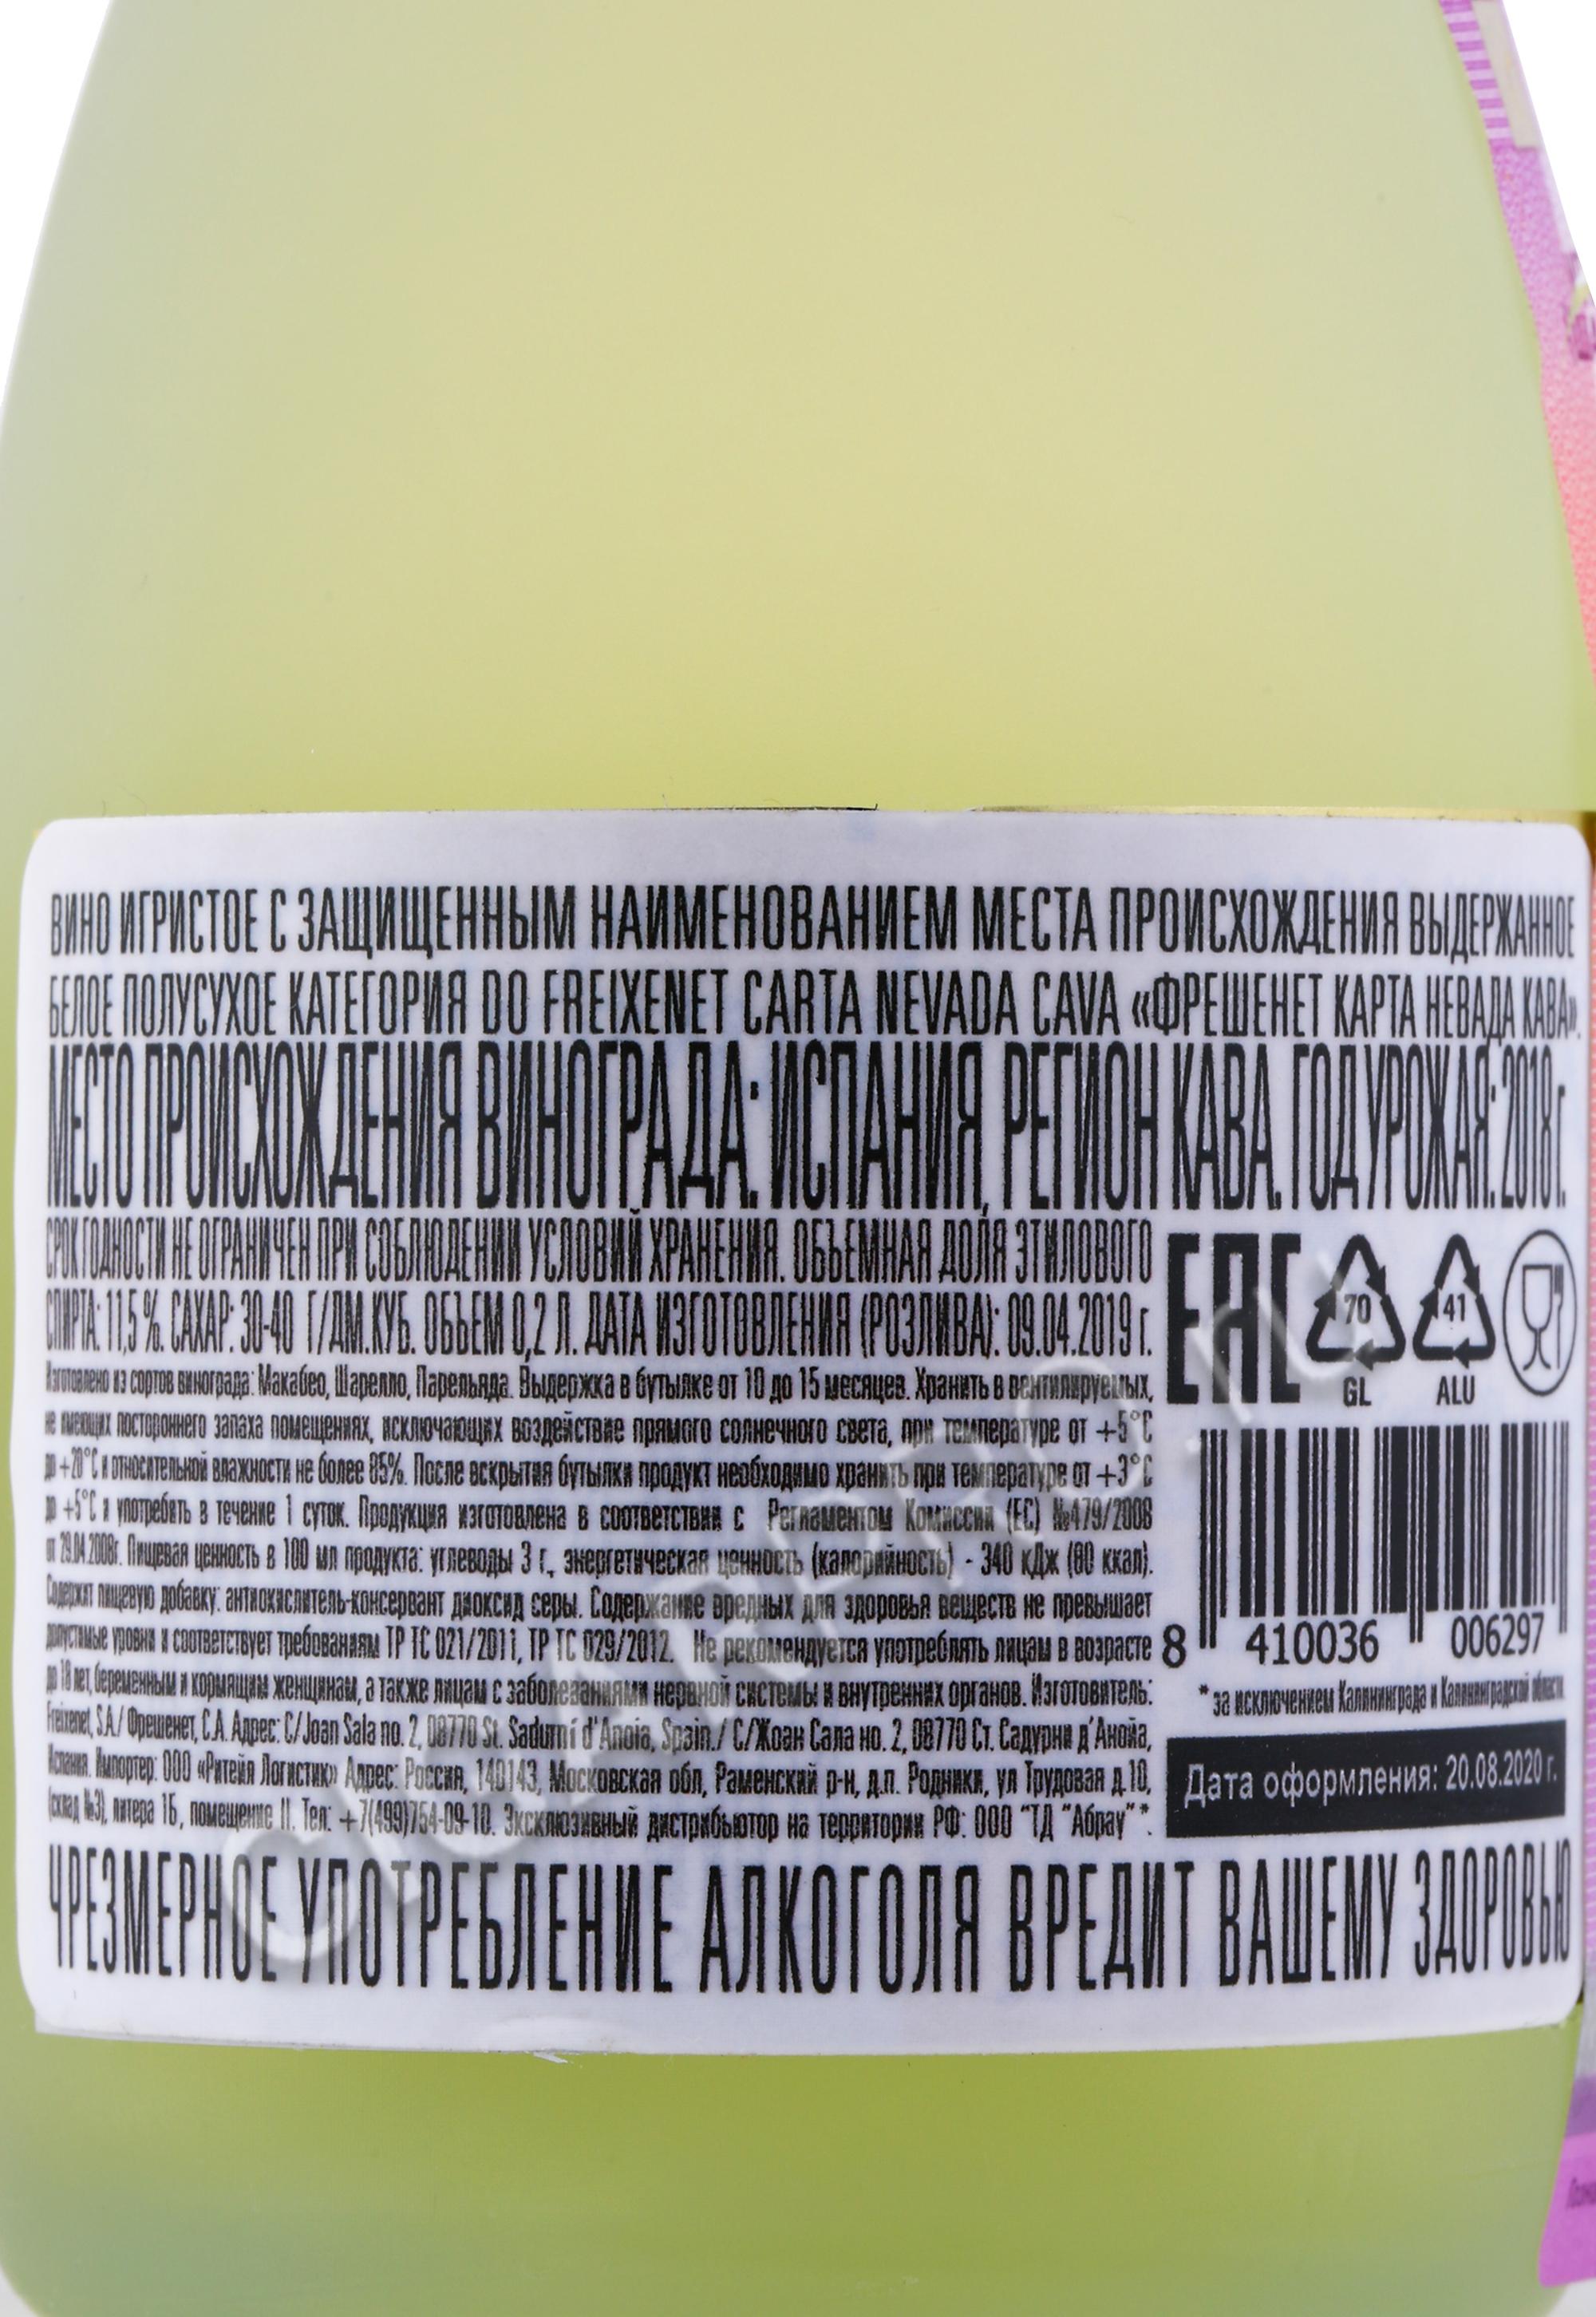 ВИНО ИГРИСТОЕ С ЗАЩИЩЕННЫМ НАИМЕНОВАНИЕМ МЕСТА ПРОИСХОЖДЕНИЯ ВЫДЕРЖАННОЕ
БЕЛОЕ ПОЛУСУХОЕ КАТЕГОРИЯ DO FREIXENET CARTA NEVADA CAVA «ФРЕШЕНЕТ КАРТА НЕВАДА КАВА».
МЕСТО ПРОИСХОЖДЕНИЯ ВИНОГРАДА: ИСПАНИЯ, РЕГИОН КАВА. ГОД УРОЖАЯ: 2018 г.
СРОК ГОДНОСТИ НЕ ОГРАНИЧЕН ПРИ СОБЛЮДЕНИИ УСЛОВИЙ ХРАНЕНИЯ. ОБЪЕМНАЯ ДОЛЯ ЭТИЛОВОГО
СПИРТА: 11,5 %. САХАР: 30-40 Г/ДМ.КУБ. ОБЪЕМ 0,2 Л. ДАТА ИЗГОТОВЛЕНИЯ (РОЗЛИВА): 09.04.2019 г.
Изготовлено из сортов винограда: Макабео, Шарелло, Парельяда. Выдержка в бутылке от 10 до 15 месяцев. Хранить в вентилируемых,
не имеющих постороннего запаха помещениях, исключающих воздействие прямого солнечного света, при температуре от +5°C
до +20°C и относительной влажности не более 85%. После вскрытия бутылки продукт необходимо хранить при температуре от +3°C
до +5°C и употребить в течение 1 суток. Продукция изготовлена в соответствии с Регламентом Комиссии (ЕС) №479/2008
от 29.04.2008г. Пищевая ценность в 100 мл продукта: углеводы 3 г., энергетическая ценность (калорийность) - 340 кДж (80 ккал).
Содержит пищевую добавку: антиокислитель-консервант диоксид серы. Содержание вредных для здоровья веществ не превышает
допустимые уровни и соответствует требованиям ТР ТС 021/2011, ТР ТС 029/2012. Не рекомендуется употреблять лицам в возрасте
до 18 лет, беременным и кормящим женщинам, а также лицам с заболеваниями нервной системы и внутренних органов. Изготовитель:
Freixenet, S.A./ Фрешенет, С.А. Адрес: C/Joan Sala no. 2, 08770 St. Sadurní d'Anoia, Spain./ С/Жоан Сала но. 2, 08770 Ст. Садурни д'Анойа,
Испания. Импортер: ООО «Ритейл Логистик» Адрес: Россия, 140143, Московская обл, Раменский р-н, д.п. Родники, ул Трудовая д.10,
(склад №3), литера 1Б, помещение II. Тел: +7(499)754-09-10. Эксклюзивный дистрибьютор на территории РФ: ООО "ТД "Абрау"*.
EAC
70
GL
41
ALU
8 410036 006297
* за исключением Калининграда и Калининградской области
Дата оформления: 20.08.2020 г.
ЧРЕЗМЕРНОЕ УПОТРЕБЛЕНИЕ АЛКОГОЛЯ ВРЕДИТ ВАШЕМУ ЗДОРОВЬЮ